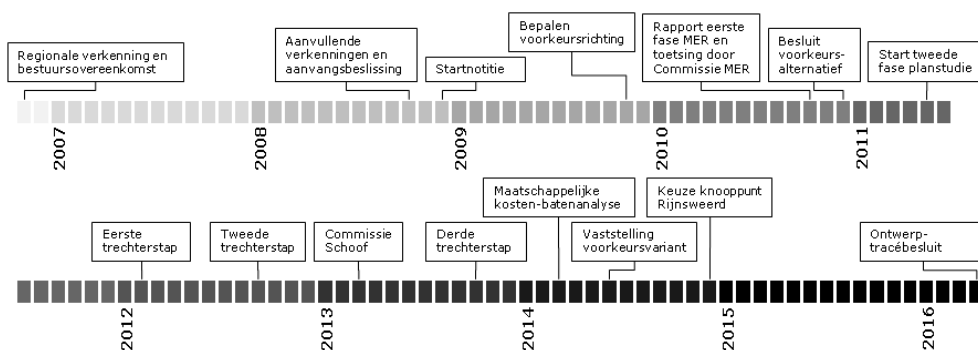 Regionale verkenning en
bestuursovereenkomst
Aanvullende
verkenningen en
aanvangsbeslissing
Startnotitie
Bepalen
voorkeursrichting
Rapport eerste
fase MER en
toetsing door
Commissie MER
Besluit
voorkeurs-
alternatief
Start tweede
fase planstudie
2007
2008
2009
2010
2011
Eerste
trechterstap
Tweede
trechterstap
Commissie
Schoof
Derde
trechterstap
Maatschappelijke
kosten-batenanalyse
Vaststelling
voorkeursvariant
Keuze knooppunt
Rijnsweerd
Ontwerp-
tracébesluit
2012
2013
2014
2015
2016